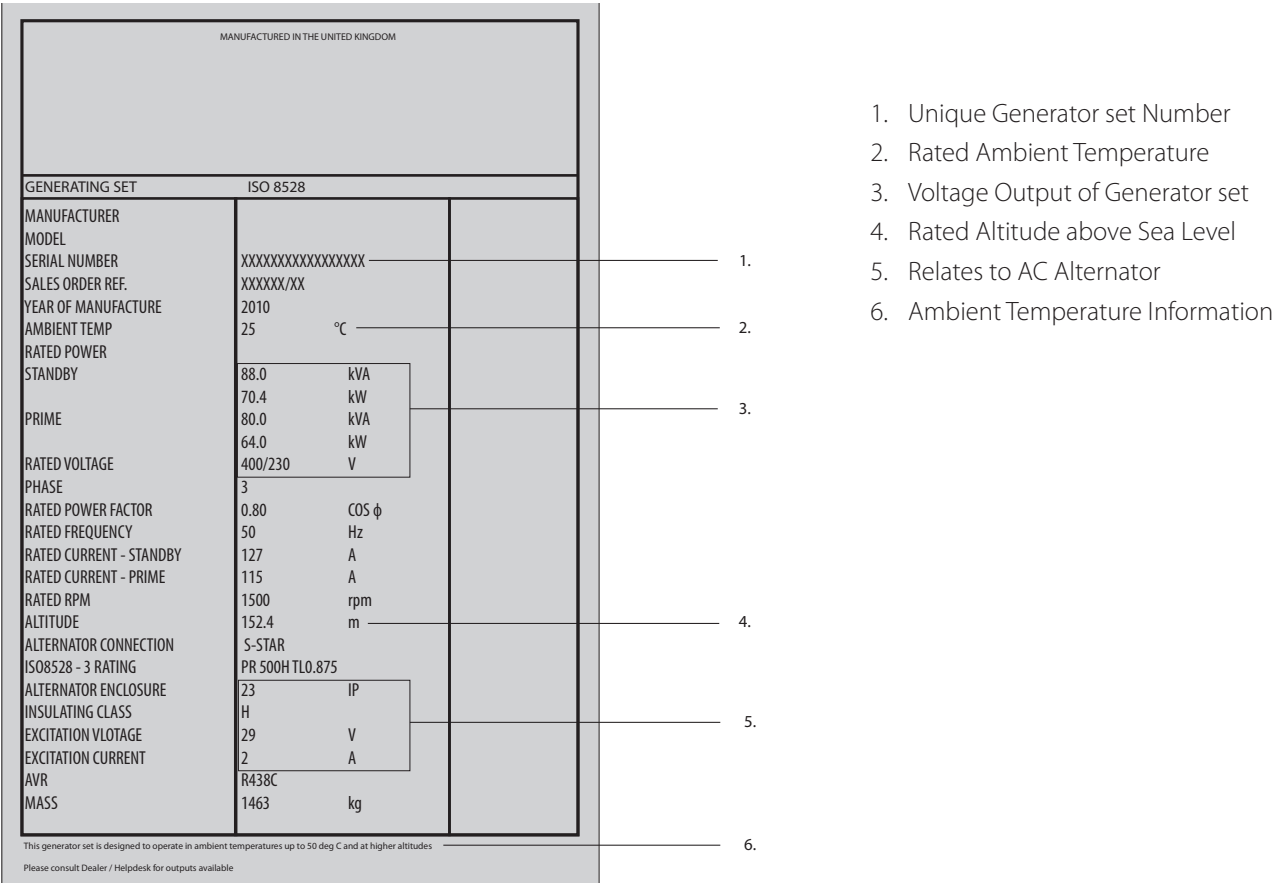 MANUFACTURED IN THE UNITED KINGDOM
GENERATING SET ISO 8528
MANUFACTURER
MODEL
SERIAL NUMBER XXXXXXXXXXXXXXXXX 1.
SALES ORDER REF. XXXXXX/XX
YEAR OF MANUFACTURE 2010
AMBIENT TEMP 25 °C 2.
RATED POWER
STANDBY 88.0 kVA
70.4 kW
3.
PRIME 80.0 kVA
64.0 kW
RATED VOLTAGE 400/230 V
PHASE 3
RATED POWER FACTOR 0.80 COS ϕ
RATED FREQUENCY 50 Hz
RATED CURRENT - STANDBY 127 A
RATED CURRENT - PRIME 115 A
RATED RPM 1500 rpm
ALTITUDE 152.4 m 4.
ALTERNATOR CONNECTION S-STAR
ISO8528 - 3 RATING PR 500H TL0.875
ALTERNATOR ENCLOSURE 23 IP
INSULATING CLASS H
5.
EXCITATION VLOTAGE 29 V
EXCITATION CURRENT 2 A
AVR R438C
MASS 1463 kg
This generator set is designed to operate in ambient temperatures up to 50 deg C and at higher altitudes 6.
Please consult Dealer / Helpdesk for outputs available
1. Unique Generator set Number
2. Rated Ambient Temperature
3. Voltage Output of Generator set
4. Rated Altitude above Sea Level
5. Relates to AC Alternator
6. Ambient Temperature Information